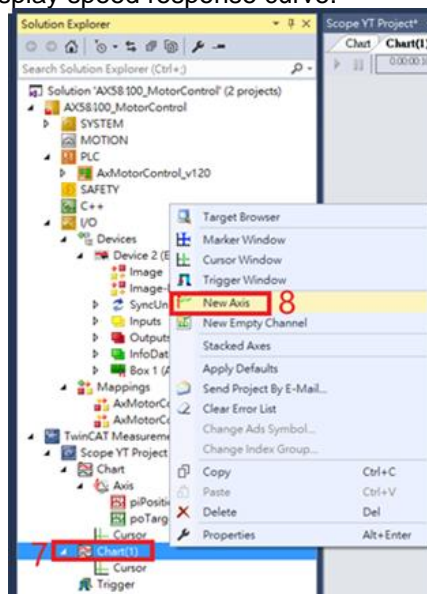 display speed response curve.
Solution Explorer
Scope YT Project*
Chart Chart(1)
Search Solution Explorer (Ctrl+;)
Solution 'AX58100_MotorControl' (2 projects)
AX58100_MotorControl
SYSTEM
MOTION
PLC
AxMotorControl_v120
SAFETY
C++
I/O
Devices
Device 2 (E
Image
Image-
SyncUn
Inputs
Outputs
InfoDat
Box 1 (A
Mappings
AxMotorCo
AxMotorCo
TwinCAT Measurem
Scope YT Project
Chart
Axis
piPositi
poTarg
Cursor
7 Chart(1)
Cursor
Trigger
Target Browser
Marker Window
Cursor Window
Trigger Window
New Axis 8
New Empty Channel
Stacked Axes
Apply Defaults
Send Project By E-Mail...
Clear Error List
Change Ads Symbol...
Change Index Group...
Copy Ctrl+C
Paste Ctrl+V
Delete Del
Properties Alt+Enter